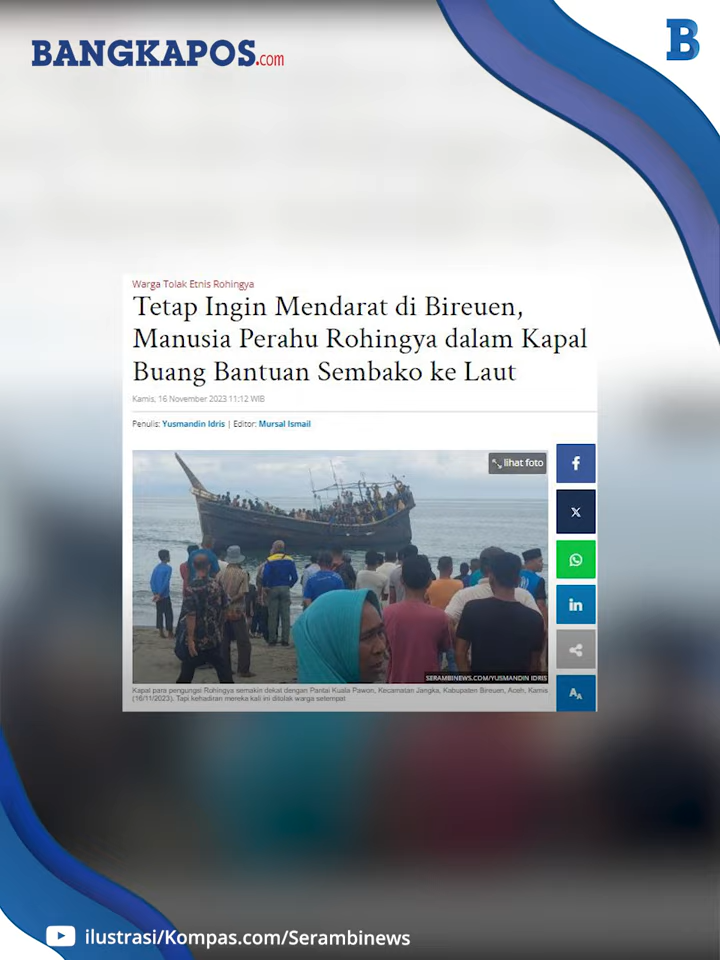 BANGKAPOS.com
B
Warga Tolak Etnis Rohingya
Tetap Ingin Mendarat di Bireuen,
Manusia Perahu Rohingya dalam Kapal
Buang Bantuan Sembako ke Laut
Kamis, 16 November 2023 11:12 WIB
Penulis: Yusmandin Idris | Editor: Mursal Ismail
lihat foto
SERAMBINEWS.COM/YUSMANDIN IDRIS
Kapal para pengungsi Rohingya semakin dekat dengan Pantai Kuala Pawon, Kecamatan Jangka, Kabupaten Bireuen, Aceh, Kamis
(16/11/2023). Tapi kehadiran mereka kali ini ditolak warga setempat
f
X
in
AA
ilustrasi/Kompas.com/Serambinews